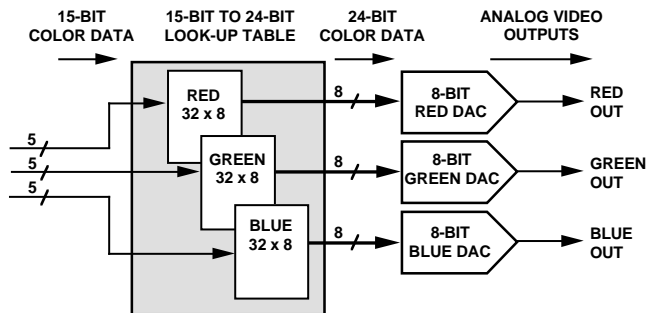 15-BIT
COLOR DATA
15-BIT TO 24-BIT
LOOK-UP TABLE
24-BIT
COLOR DATA
ANALOG VIDEO
OUTPUTS
5
5
5
RED
32 x 8
GREEN
32 x 8
BLUE
32 x 8
8
8
8
8-BIT
RED DAC
8-BIT
GREEN DAC
8-BIT
BLUE DAC
RED
OUT
GREEN
OUT
BLUE
OUT